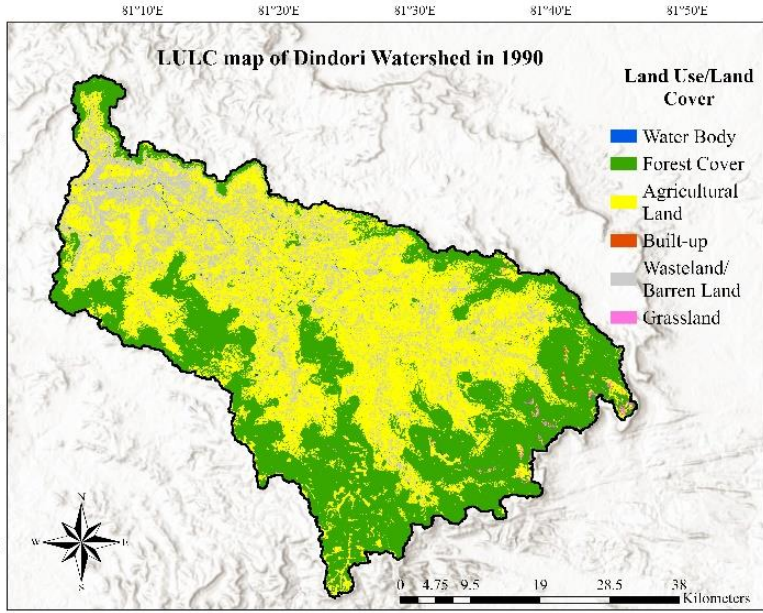 81°10'E 81°20'E 81°30'E 81°40'E 81°50'E
LULC map of Dindori Watershed in 1990
Land Use/Land
Cover
Water Body
Forest Cover
Agricultural
Land
Built-up
Wasteland/
Barren Land
Grassland
N
W E
S
0 4.75 9.5 19 28.5 38
Kilometers